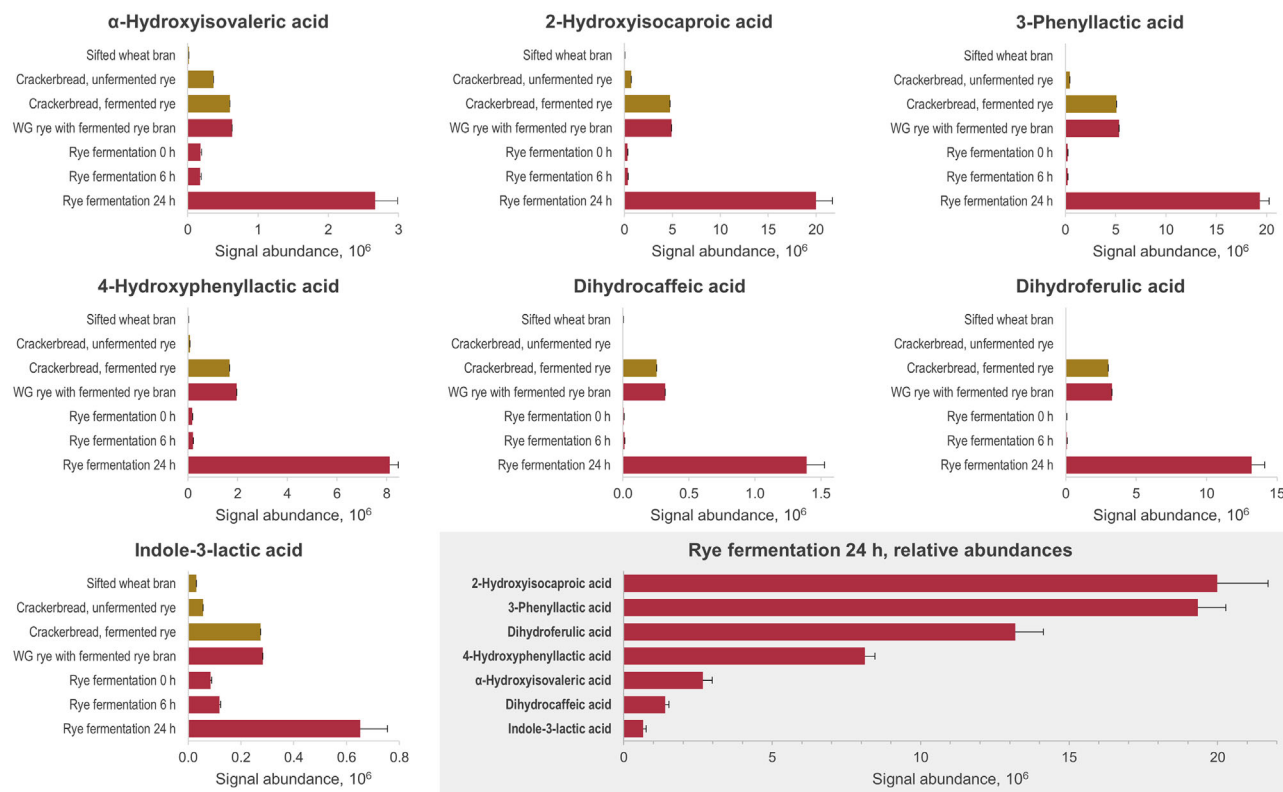 α-Hydroxyisovaleric acid
Sifted wheat bran
Crackerbread, unfermented rye
Crackerbread, fermented rye
WG rye with fermented rye bran
Rye fermentation 0 h
Rye fermentation 6 h
Rye fermentation 24 h
0 1 2 3
Signal abundance, 10⁶
2-Hydroxyisocaproic acid
Sifted wheat bran
Crackerbread, unfermented rye
Crackerbread, fermented rye
WG rye with fermented rye bran
Rye fermentation 0 h
Rye fermentation 6 h
Rye fermentation 24 h
0 5 10 15 20
Signal abundance, 10⁶
3-Phenyllactic acid
Sifted wheat bran
Crackerbread, unfermented rye
Crackerbread, fermented rye
WG rye with fermented rye bran
Rye fermentation 0 h
Rye fermentation 6 h
Rye fermentation 24 h
0 5 10 15 20
Signal abundance, 10⁶
4-Hydroxyphenyllactic acid
Sifted wheat bran
Crackerbread, unfermented rye
Crackerbread, fermented rye
WG rye with fermented rye bran
Rye fermentation 0 h
Rye fermentation 6 h
Rye fermentation 24 h
0 2 4 6 8
Signal abundance, 10⁶
Dihydrocaffeic acid
Sifted wheat bran
Crackerbread, unfermented rye
Crackerbread, fermented rye
WG rye with fermented rye bran
Rye fermentation 0 h
Rye fermentation 6 h
Rye fermentation 24 h
0.0 0.5 1.0 1.5
Signal abundance, 10⁶
Dihydroferulic acid
Sifted wheat bran
Crackerbread, unfermented rye
Crackerbread, fermented rye
WG rye with fermented rye bran
Rye fermentation 0 h
Rye fermentation 6 h
Rye fermentation 24 h
0 5 10 15
Signal abundance, 10⁶
Indole-3-lactic acid
Sifted wheat bran
Crackerbread, unfermented rye
Crackerbread, fermented rye
WG rye with fermented rye bran
Rye fermentation 0 h
Rye fermentation 6 h
Rye fermentation 24 h
0.0 0.2 0.4 0.6 0.8
Signal abundance, 10⁶
Rye fermentation 24 h, relative abundances
2-Hydroxyisocaproic acid
3-Phenyllactic acid
Dihydroferulic acid
4-Hydroxyphenyllactic acid
α-Hydroxyisovaleric acid
Dihydrocaffeic acid
Indole-3-lactic acid
0 5 10 15 20
Signal abundance, 10⁶